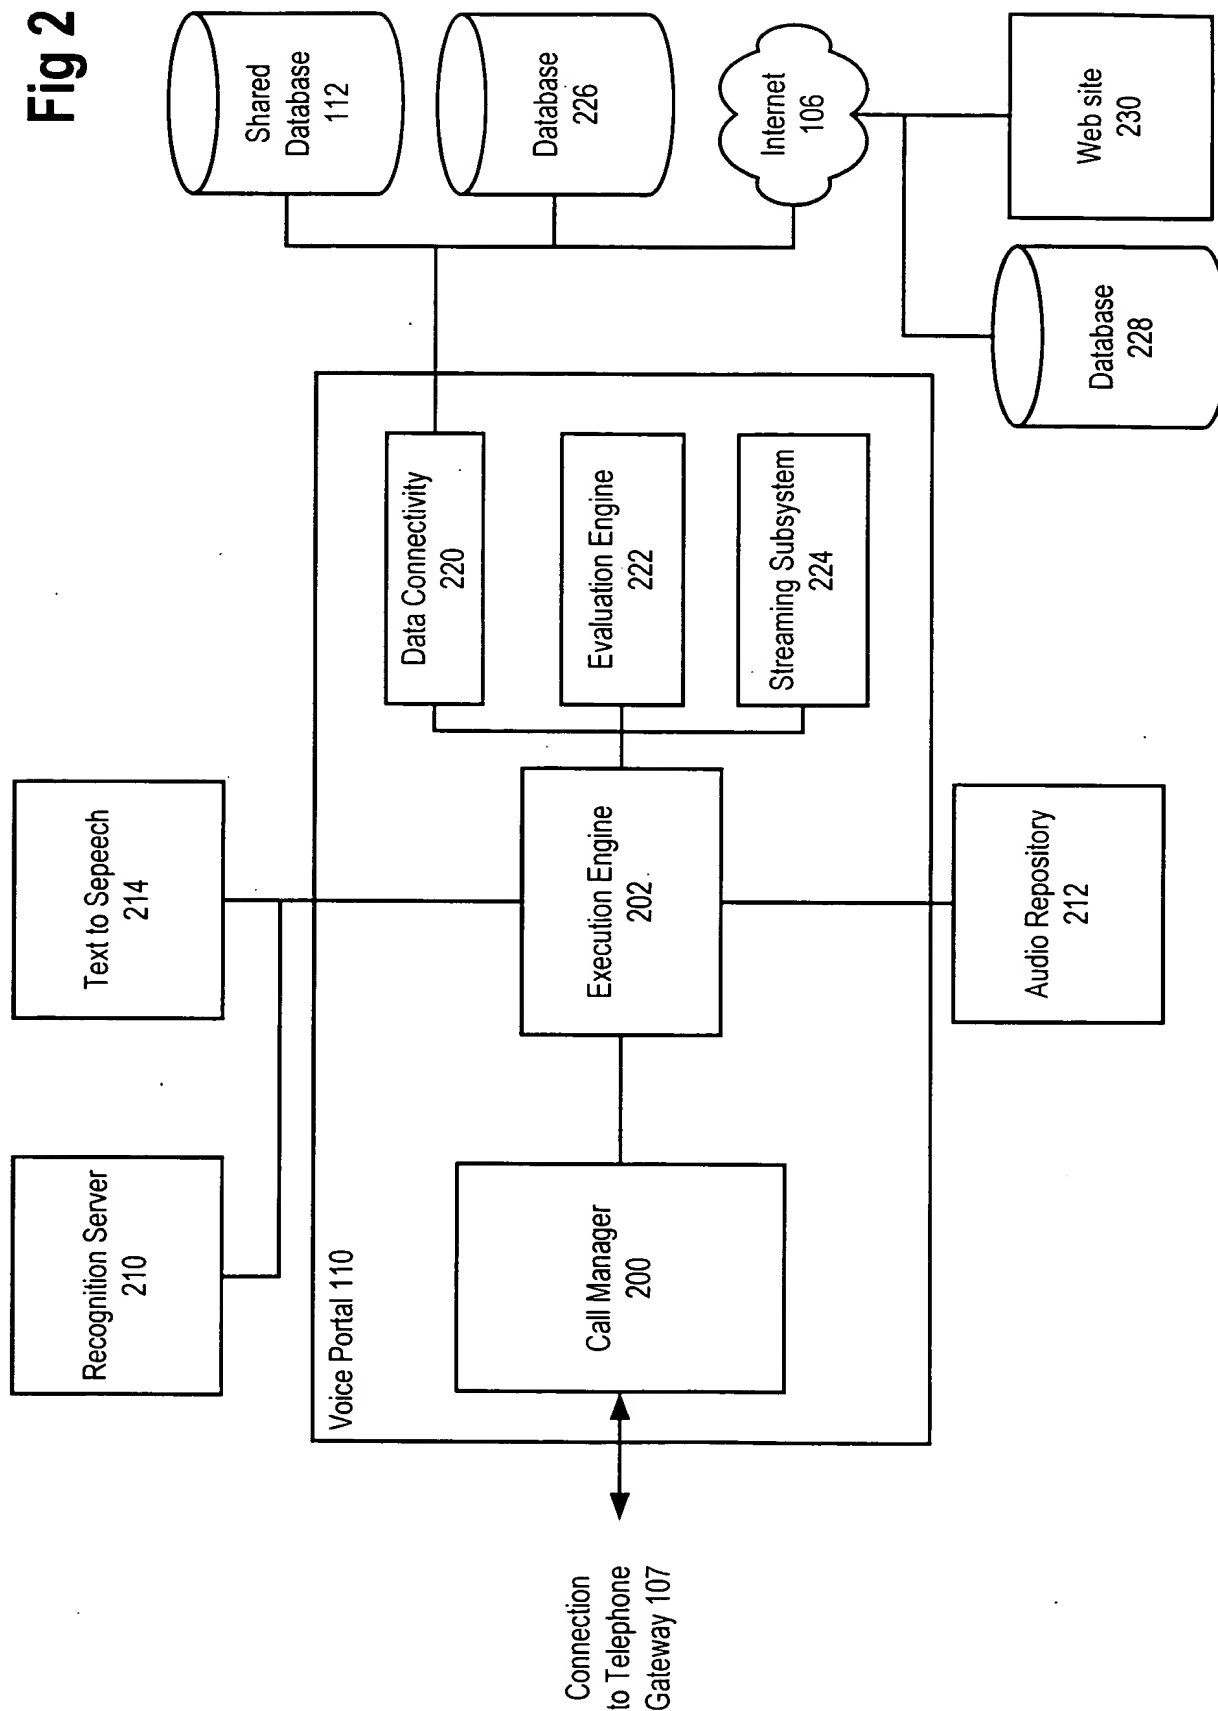 Fig 2
Recognition Server
210
Text to Sepeech
214
Shared
Database
112
Voice Portal 110
Data Connectivity
220
Database
226
Connection
to Telephone
Gateway 107
Call Manager
200
Execution Engine
202
Evaluation Engine
222
Streaming Subsystem
224
Internet
106
Audio Repository
212
Database
228
Web site
230